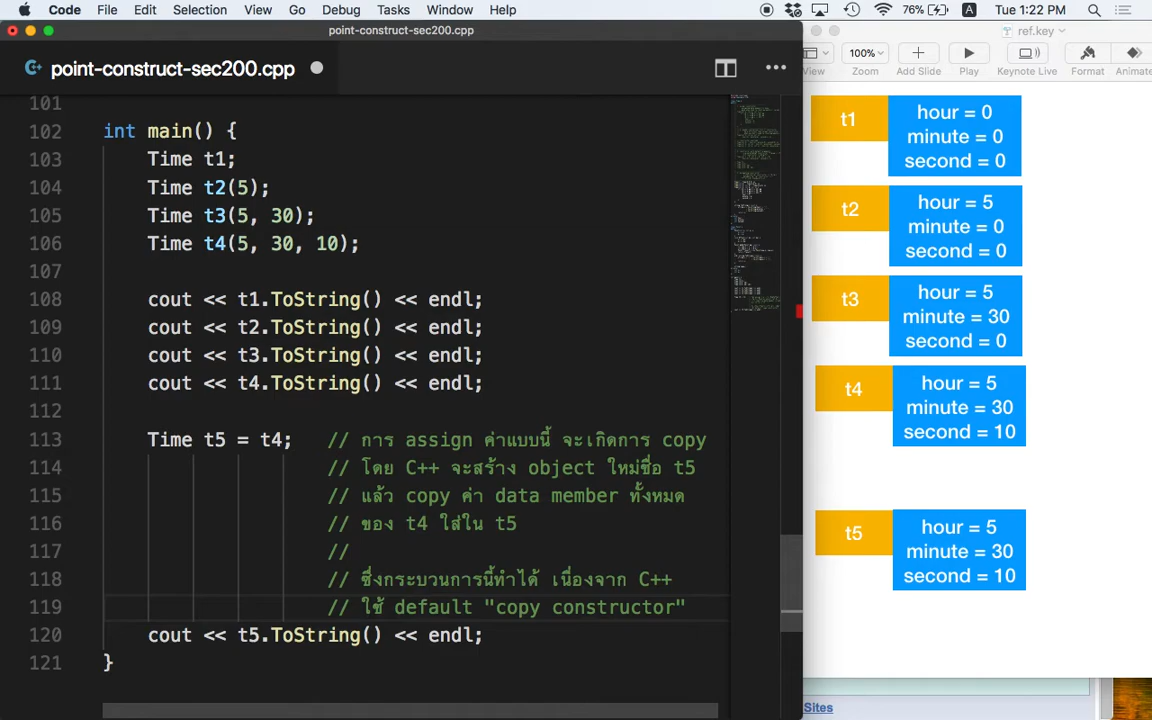 Code File Edit Selection View Go Debug Tasks Window Help 76% A Tue 1:22 PM
point-construct-sec200.cpp
point-construct-sec200.cpp
101
102 int main() {
103 Time t1;
104 Time t2(5);
105 Time t3(5, 30);
106 Time t4(5, 30, 10);
107
108 cout << t1.ToString() << endl;
109 cout << t2.ToString() << endl;
110 cout << t3.ToString() << endl;
111 cout << t4.ToString() << endl;
112
113 Time t5 = t4; // การ assign ค่าแบบนี้ จะเกิดการ copy
114 // โดย C++ จะสร้าง object ใหม่ชื่อ t5
115 // แล้ว copy ค่า data member ทั้งหมด
116 // ของ t4 ใส่ใน t5
117 //
118 // ซึ่งกระบวนการนี้ทำได้ เนื่องจาก C++
119 // ใช้ default "copy constructor"
120 cout << t5.ToString() << endl;
121 }
ref.key
100%
View Zoom Add Slide Play Keynote Live Format Animate
t1
hour = 0
minute = 0
second = 0
t2
hour = 5
minute = 0
second = 0
t3
hour = 5
minute = 30
second = 0
t4
hour = 5
minute = 30
second = 10
t5
hour = 5
minute = 30
second = 10
Sites